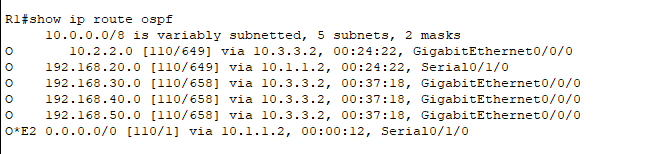 R1#show ip route ospf
10.0.0.0/8 is variably subnetted, 5 subnets, 2 masks
O 10.2.2.0 [110/649] via 10.3.3.2, 00:24:22, GigabitEthernet0/0/0
O 192.168.20.0 [110/649] via 10.1.1.2, 00:24:22, Serial0/1/0
O 192.168.30.0 [110/658] via 10.3.3.2, 00:37:18, GigabitEthernet0/0/0
O 192.168.40.0 [110/658] via 10.3.3.2, 00:37:18, GigabitEthernet0/0/0
O 192.168.50.0 [110/658] via 10.3.3.2, 00:37:18, GigabitEthernet0/0/0
O*E2 0.0.0.0/0 [110/1] via 10.1.1.2, 00:00:12, Serial0/1/0